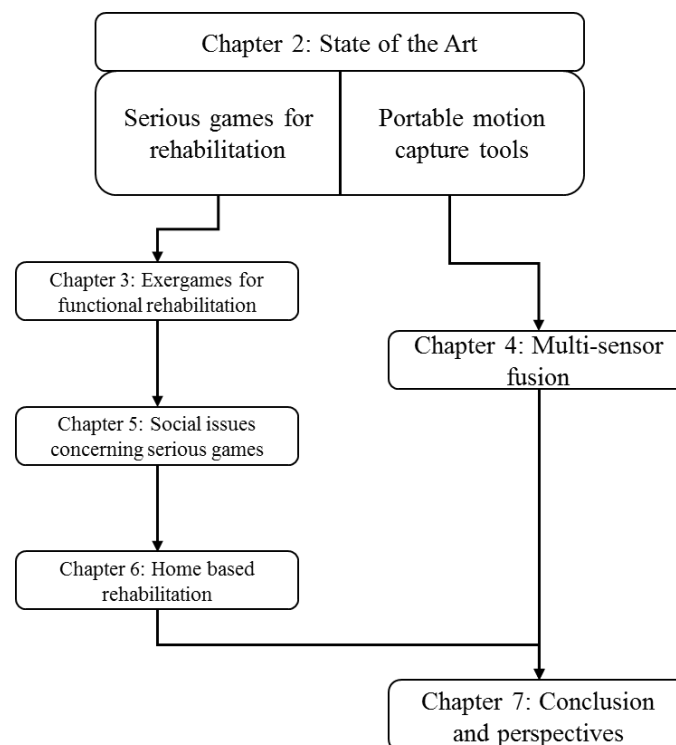 Chapter 2: State of the Art
Serious games for
rehabilitation
Portable motion
capture tools
Chapter 3: Exergames for
functional rehabilitation
Chapter 4: Multi-sensor
fusion
Chapter 5: Social issues
concerning serious games
Chapter 6: Home based
rehabilitation
Chapter 7: Conclusion
and perspectives